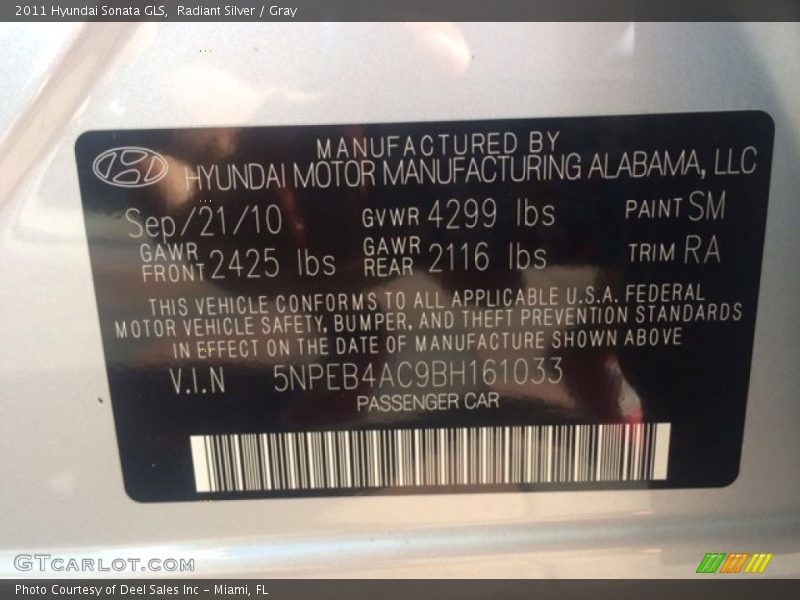 2011 Hyundai Sonata GLS,  Radiant Silver / Gray
MANUFACTURED BY
HYUNDAI MOTOR MANUFACTURING ALABAMA, LLC
Sep/21/10 GVWR 4299 lbs PAINT SM
GAWR FRONT 2425 lbs GAWR REAR 2116 lbs TRIM RA
THIS VEHICLE CONFORMS TO ALL APPLICABLE U.S.A. FEDERAL
MOTOR VEHICLE SAFETY, BUMPER, AND THEFT PREVENTION STANDARDS
IN EFFECT ON THE DATE OF MANUFACTURE SHOWN ABOVE
V.I.N 5NPEB4AC9BH161033
PASSENGER CAR
GTCARLOT.COM
Photo Courtesy of Deel Sales Inc - Miami, FL